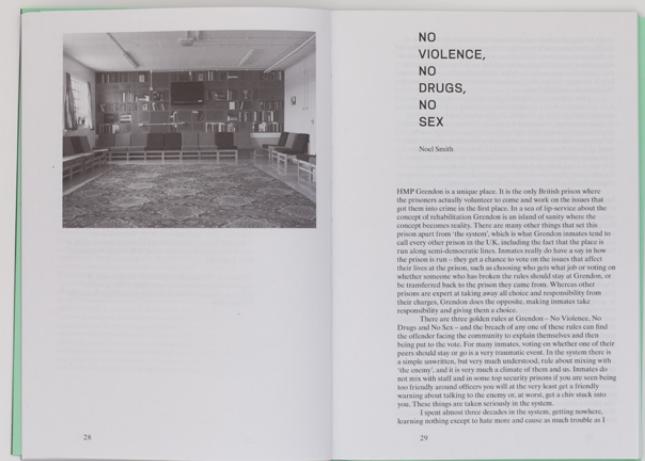 NO
VIOLENCE,
NO
DRUGS,
NO
SEX
Noel Smith
HMP Grendon is a unique place. It is the only British prison where
the prisoners actually volunteer to come and work on the issues that
got them into crime in the first place. In a sea of lip-service about the
concept of rehabilitation Grendon is an island of sanity where the
concept becomes reality. There are many other things that set this
prison apart from 'the system', which is what Grendon inmates tend to
call every other prison in the UK, including the fact that the place is
run along semi-democratic lines. Inmates really do have a say in how
the prison is run – they get a chance to vote on the issues that affect
their lives at the prison, such as choosing who gets what job or voting on
whether someone who has broken the rules should stay at Grendon, or
be transferred back to the prison they came from. Whereas other
prisons are expert at taking away all choice and responsibility from
their charges, Grendon does the opposite, making inmates take
responsibility and giving them a choice.
There are three golden rules at Grendon – No Violence, No
Drugs and No Sex – and the breach of any one of these rules can find
the offender facing the community to explain themselves and then
being put to the vote. For many inmates, voting on whether one of their
peers should stay or go is a very traumatic event. In the system there is
a simple unwritten, but very much understood, rule about mixing with
'the enemy', and it is very much a climate of them and us. Inmates do
not mix with staff and in some top security prisons if you are seen being
too friendly around officers you will at the very least get a friendly
warning about talking to the enemy or, at worst, get a chiv stuck into
you. These things are taken seriously in the system.
I spent almost three decades in the system, getting nowhere,
learning nothing except to hate more and cause as much trouble as I
28
29